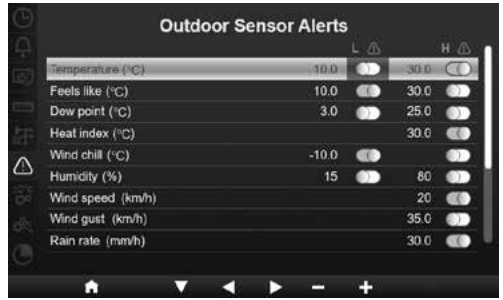 Outdoor Sensor Alerts
L H
Temperature (°C) 10.0 30.0
Feels like (°C) 10.0 30.0
Dew point (°C) 3.0 25.0
Heat index (°C) 30.0
Wind chill (°C) -10.0
Humidity (%) 15 80
Wind speed (km/h) 20
Wind gust (km/h) 35.0
Rain rate (mm/h) 30.0